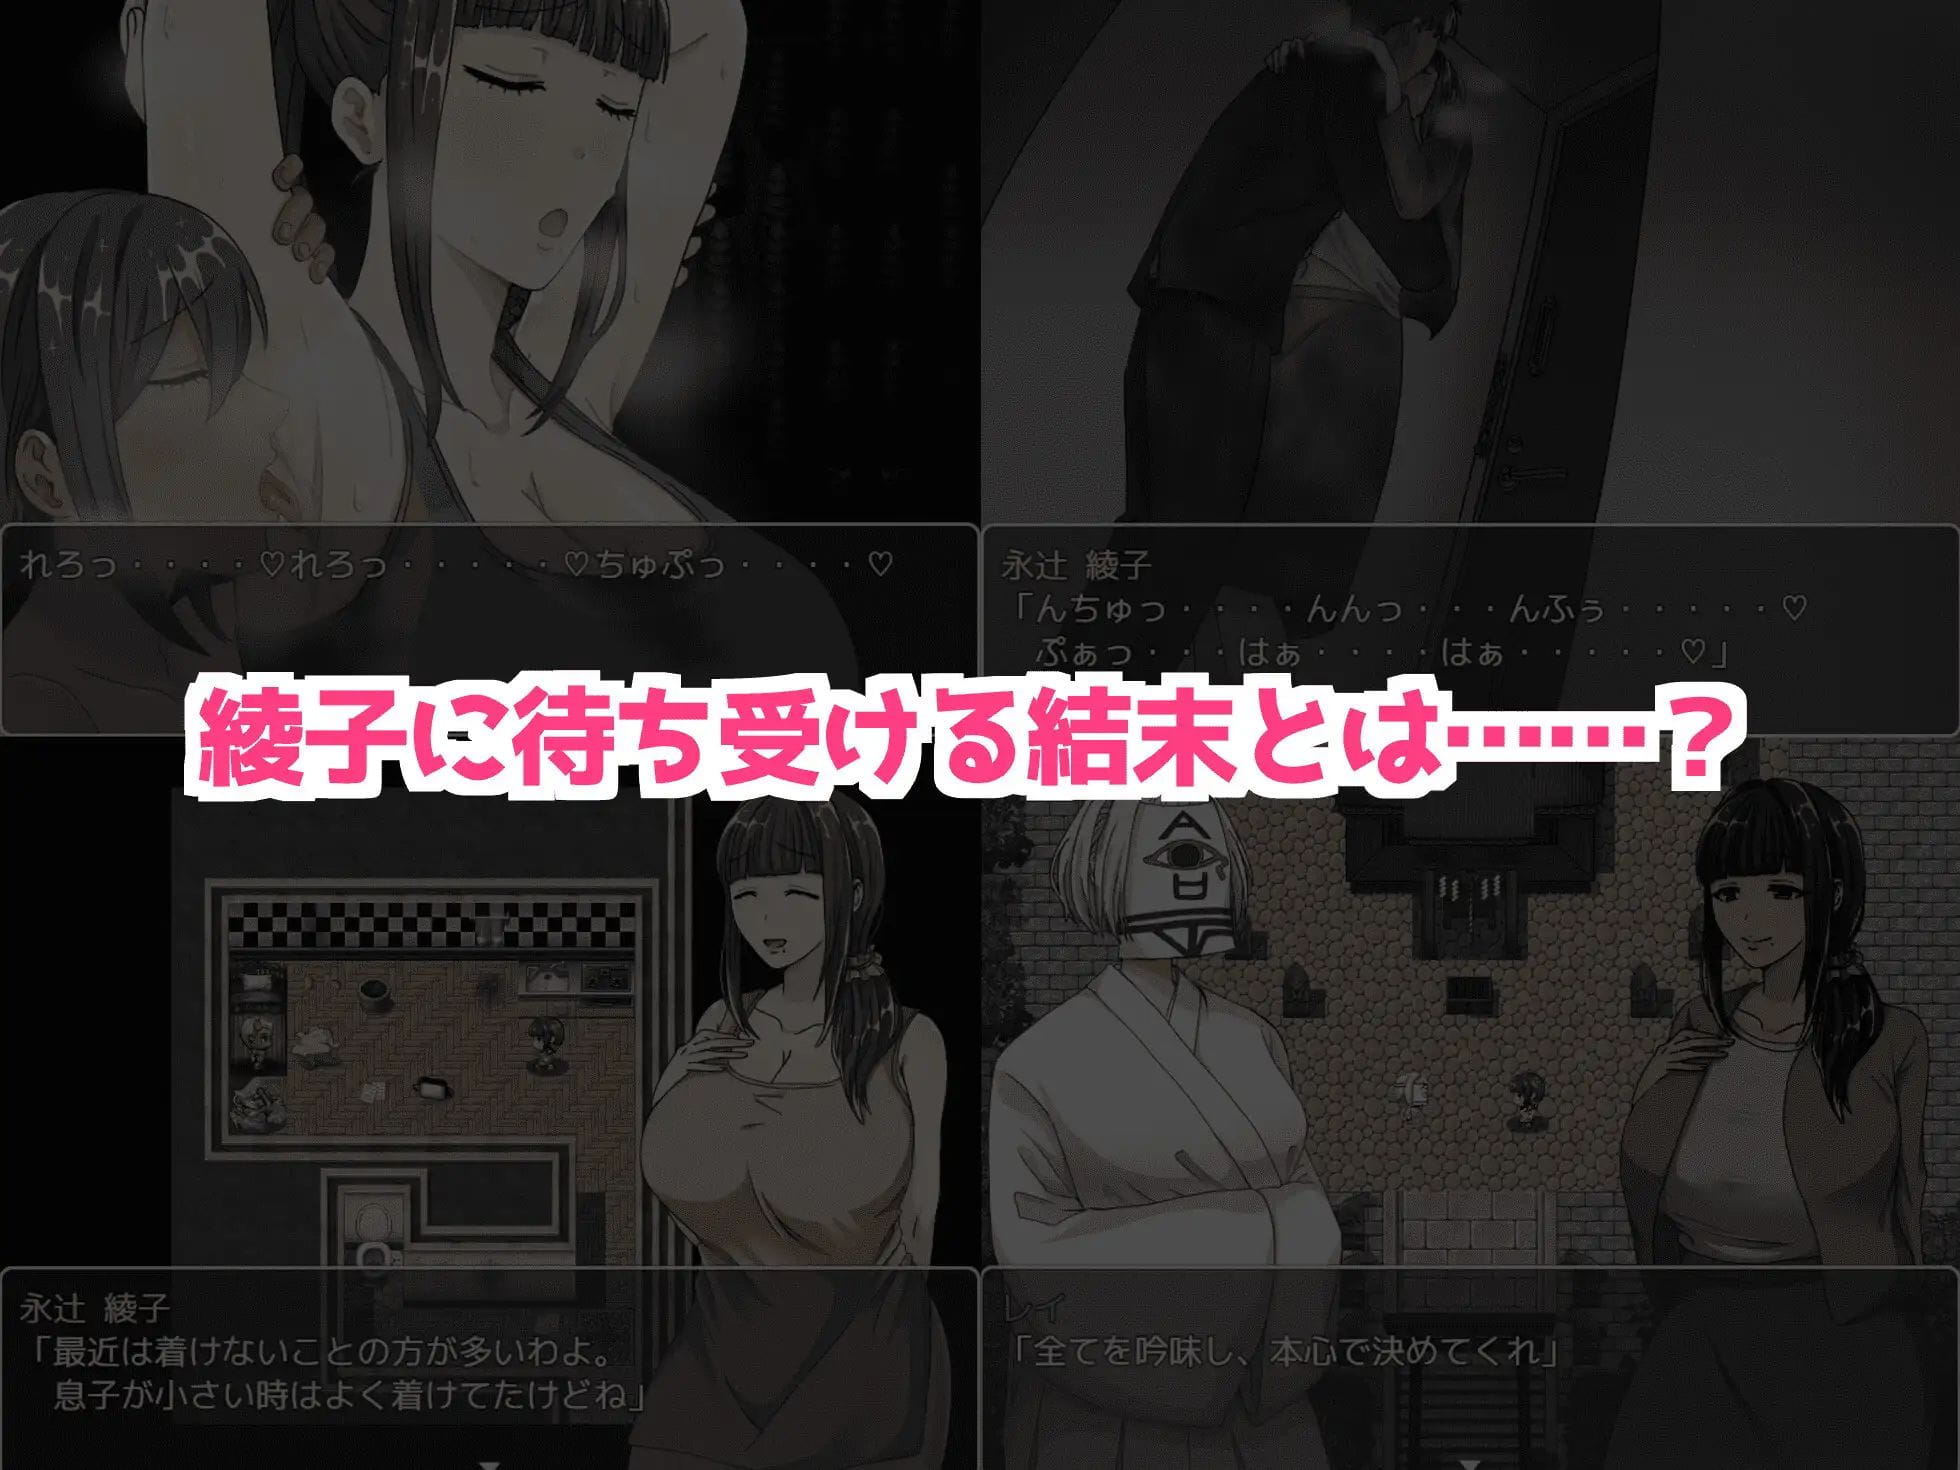 れろっ・・・・♡れろっ・・・・・♡ちゅぷっ・・・・♡
永辻 綾子
「んちゅっ・・・・んんっ・・・んふぅ・・・・・♡
ぷぁっ・・・はぁ・・・・はぁ・・・・・♡」
綾子に待ち受ける結末とは……？
永辻 綾子
「最近は着けないことの方が多いわよ。
息子が小さい時はよく着けてたけどね」
レイ
「全てを吟味し、本心で決めてくれ」